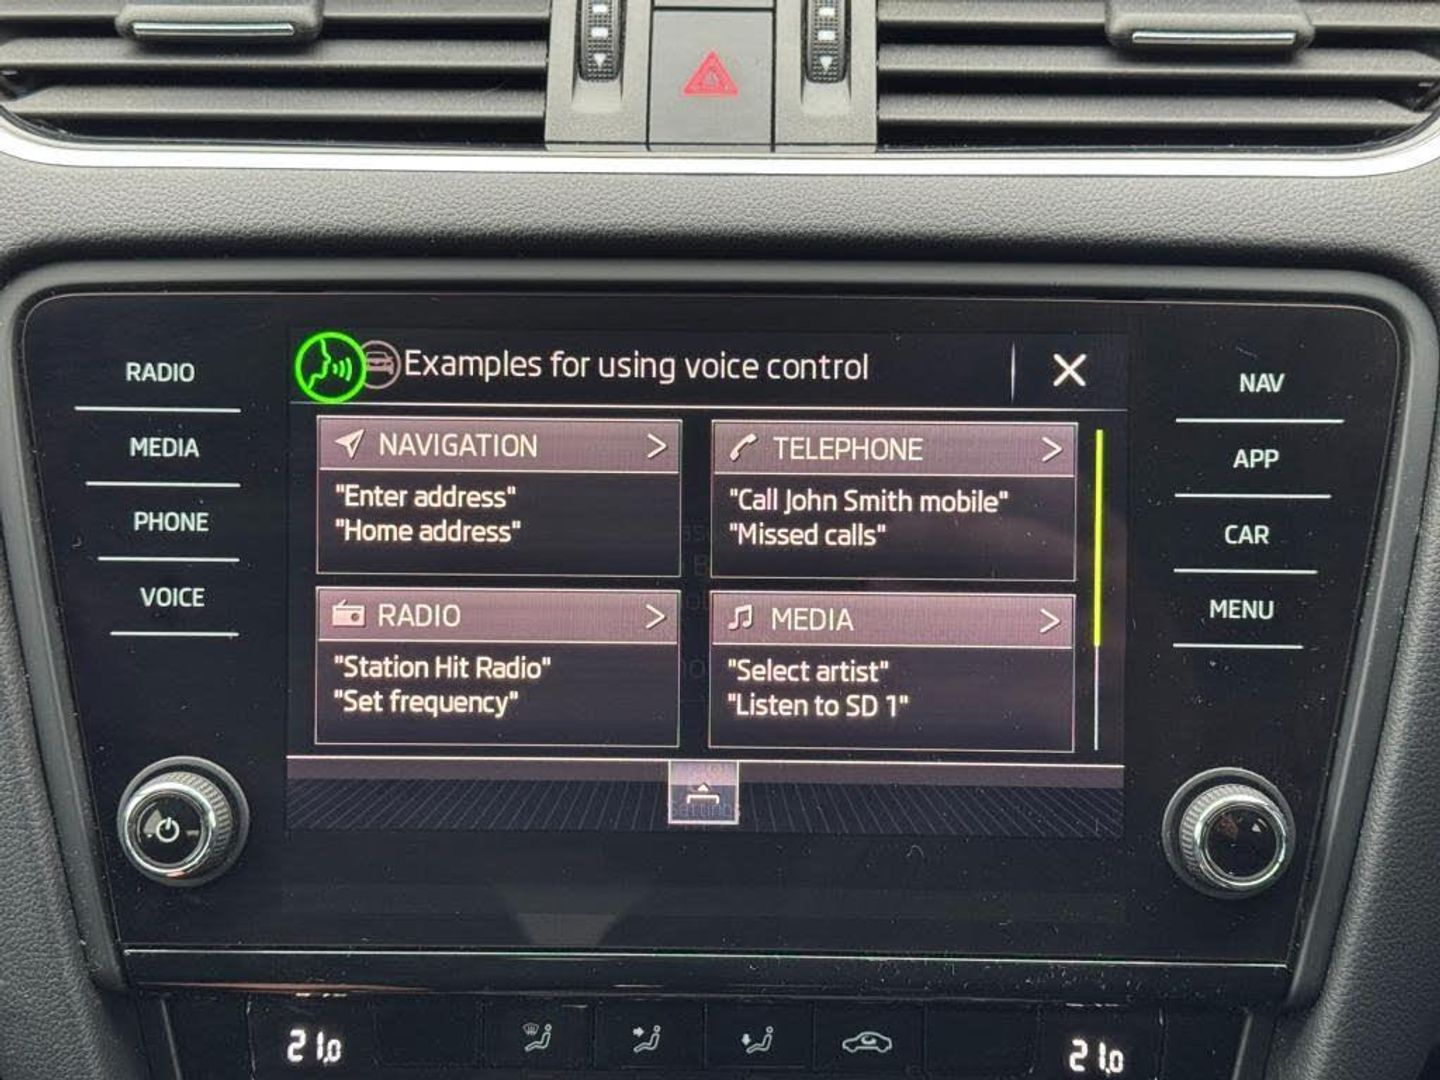 Examples for using voice control
RADIO
MEDIA
PHONE
VOICE
NAVIGATION
"Enter address"
"Home address"
TELEPHONE
"Call John Smith mobile"
"Missed calls"
RADIO
"Station Hit Radio"
"Set frequency"
MEDIA
"Select artist"
"Listen to SD 1"
NAV
APP
CAR
MENU
Settings
21,0
21,0